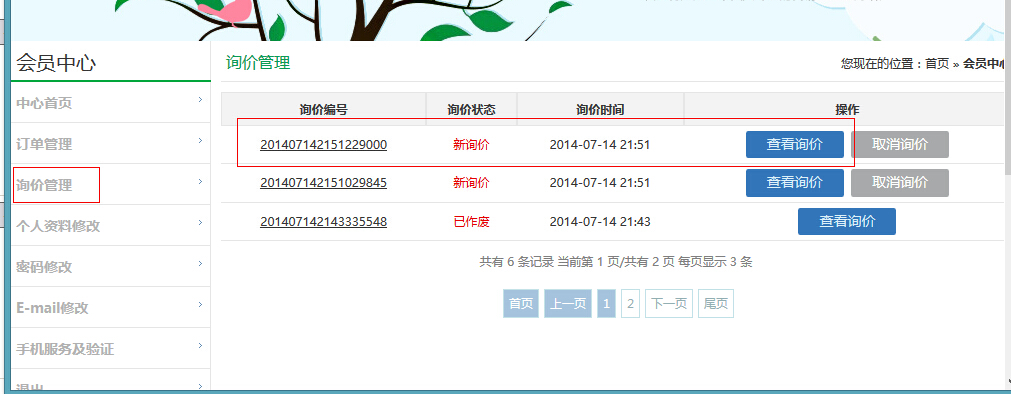 会员中心
询价管理
您现在的位置：首页 » 会员中心
中心首页
订单管理
询价管理
个人资料修改
密码修改
E-mail修改
手机服务及验证
退出
询价编号 询价状态 询价时间 操作
201407142151229000 新询价 2014-07-14 21:51 查看询价 取消询价
201407142151029845 新询价 2014-07-14 21:51 查看询价 取消询价
201407142143335548 已作废 2014-07-14 21:43 查看询价
共有 6 条记录 当前第 1 页/共有 2 页 每页显示 3 条
首页 上一页 1 2 下一页 尾页